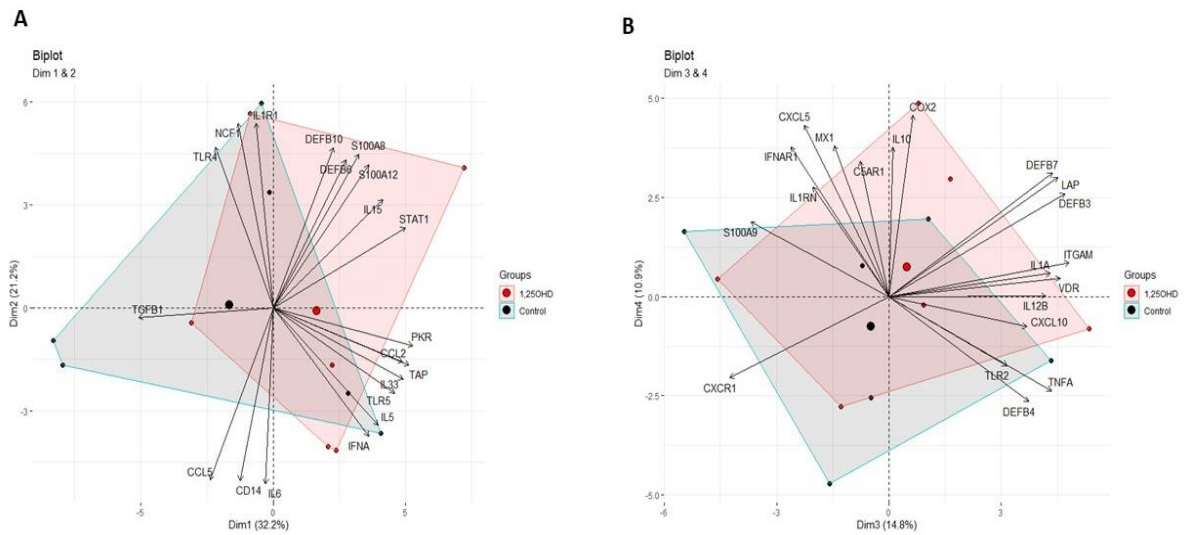 A
Biplot
Dim 1 & 2
6
3
0
-3
-5
0
5
Dim2 (21.2%)
Dim1 (32.2%)
IL1R1
NCF1
TLR4
DEFB10
S100A8
DEFB6
S100A12
IL15
STAT1
TGFB1
PKR
CCL2
TAP
IL33
TLR5
IL5
IFNA
CCL5
CD14
IL6
Groups
1,25OHD
Control
B
Biplot
Dim 3 & 4
5.0
2.5
0.0
-2.5
-5.0
-6
-3
0
3
Dim4 (10.9%)
Dim3 (14.8%)
COX2
CXCL5
MX1
IL10
IFNAR1
C5AR1
IL1RN
S100A9
DEFB7
LAP
DEFB3
ITGAM
IL1A
VDR
IL12B
CXCL10
TLR2
TNFA
DEFB4
CXCR1
Groups
1,25OHD
Control